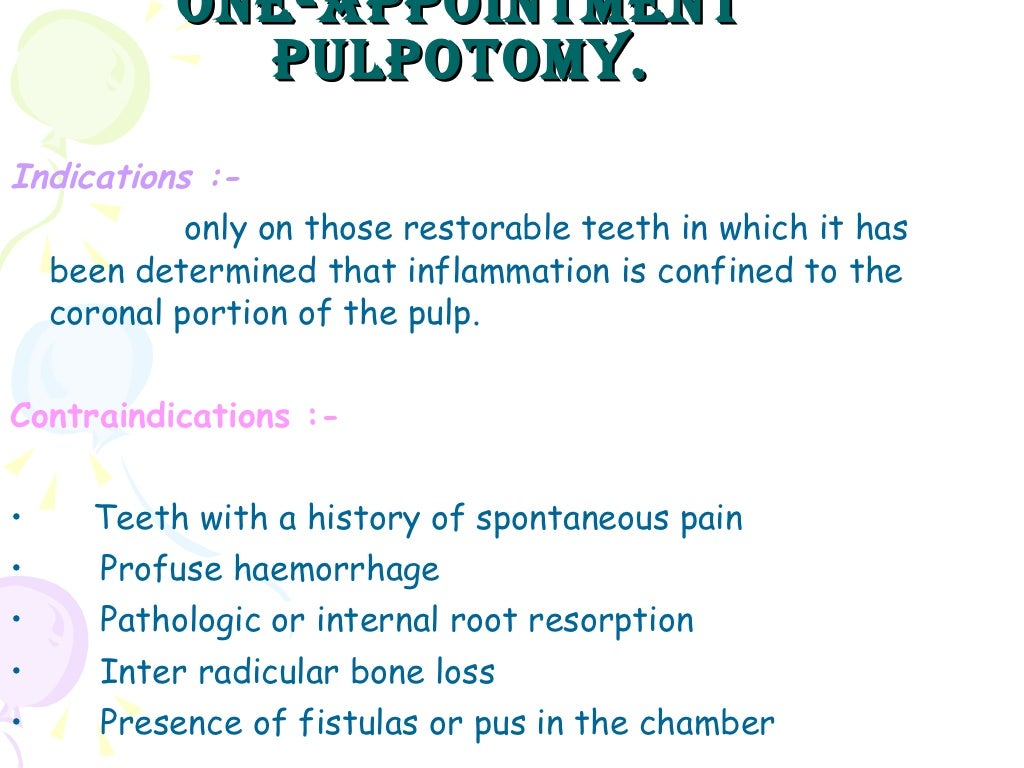 ONE-APPOINTMENT
PULPOTOMY.
Indications :-
only on those restorable teeth in which it has
been determined that inflammation is confined to the
coronal portion of the pulp.
Contraindications :-
• Teeth with a history of spontaneous pain
• Profuse haemorrhage
• Pathologic or internal root resorption
• Inter radicular bone loss
• Presence of fistulas or pus in the chamber